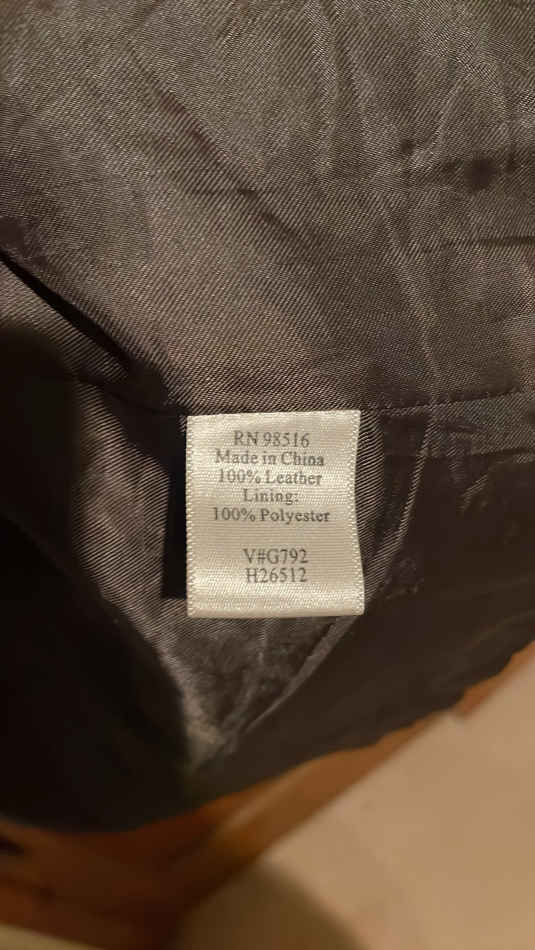 RN 98516
Made in China
100% Leather
Lining:
100% Polyester
V#G792
H26512